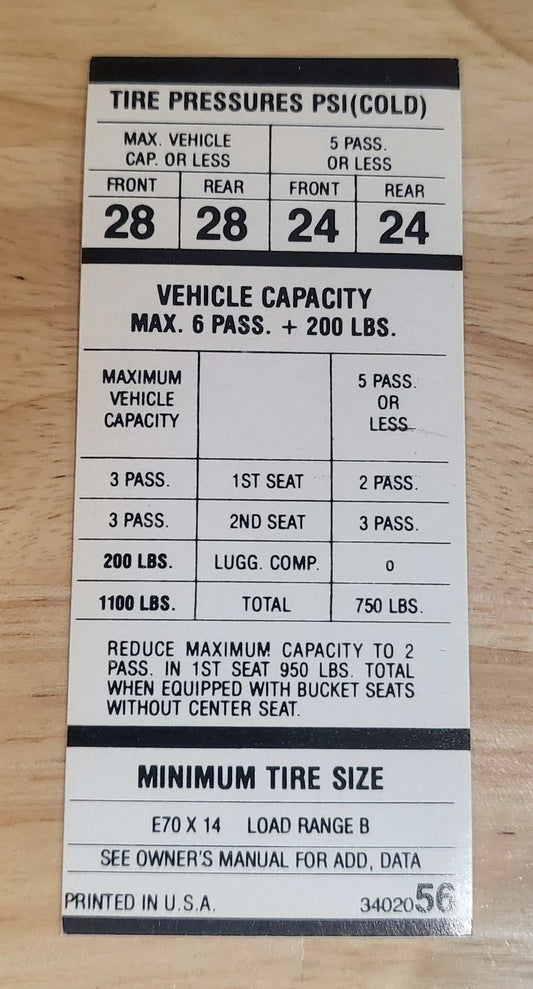 TIRE PRESSURES PSI(COLD)
MAX. VEHICLE CAP. OR LESS
5 PASS. OR LESS
FRONT REAR FRONT REAR
28 28 24 24
VEHICLE CAPACITY
MAX. 6 PASS. + 200 LBS.
MAXIMUM VEHICLE CAPACITY
5 PASS. OR LESS
3 PASS. 1ST SEAT 2 PASS.
3 PASS. 2ND SEAT 3 PASS.
200 LBS. LUGG. COMP. 0
1100 LBS. TOTAL 750 LBS.
REDUCE MAXIMUM CAPACITY TO 2
PASS. IN 1ST SEAT 950 LBS. TOTAL
WHEN EQUIPPED WITH BUCKET SEATS
WITHOUT CENTER SEAT.
MINIMUM TIRE SIZE
E70 X 14 LOAD RANGE B
SEE OWNER'S MANUAL FOR ADD, DATA
PRINTED IN U.S.A. 3402056